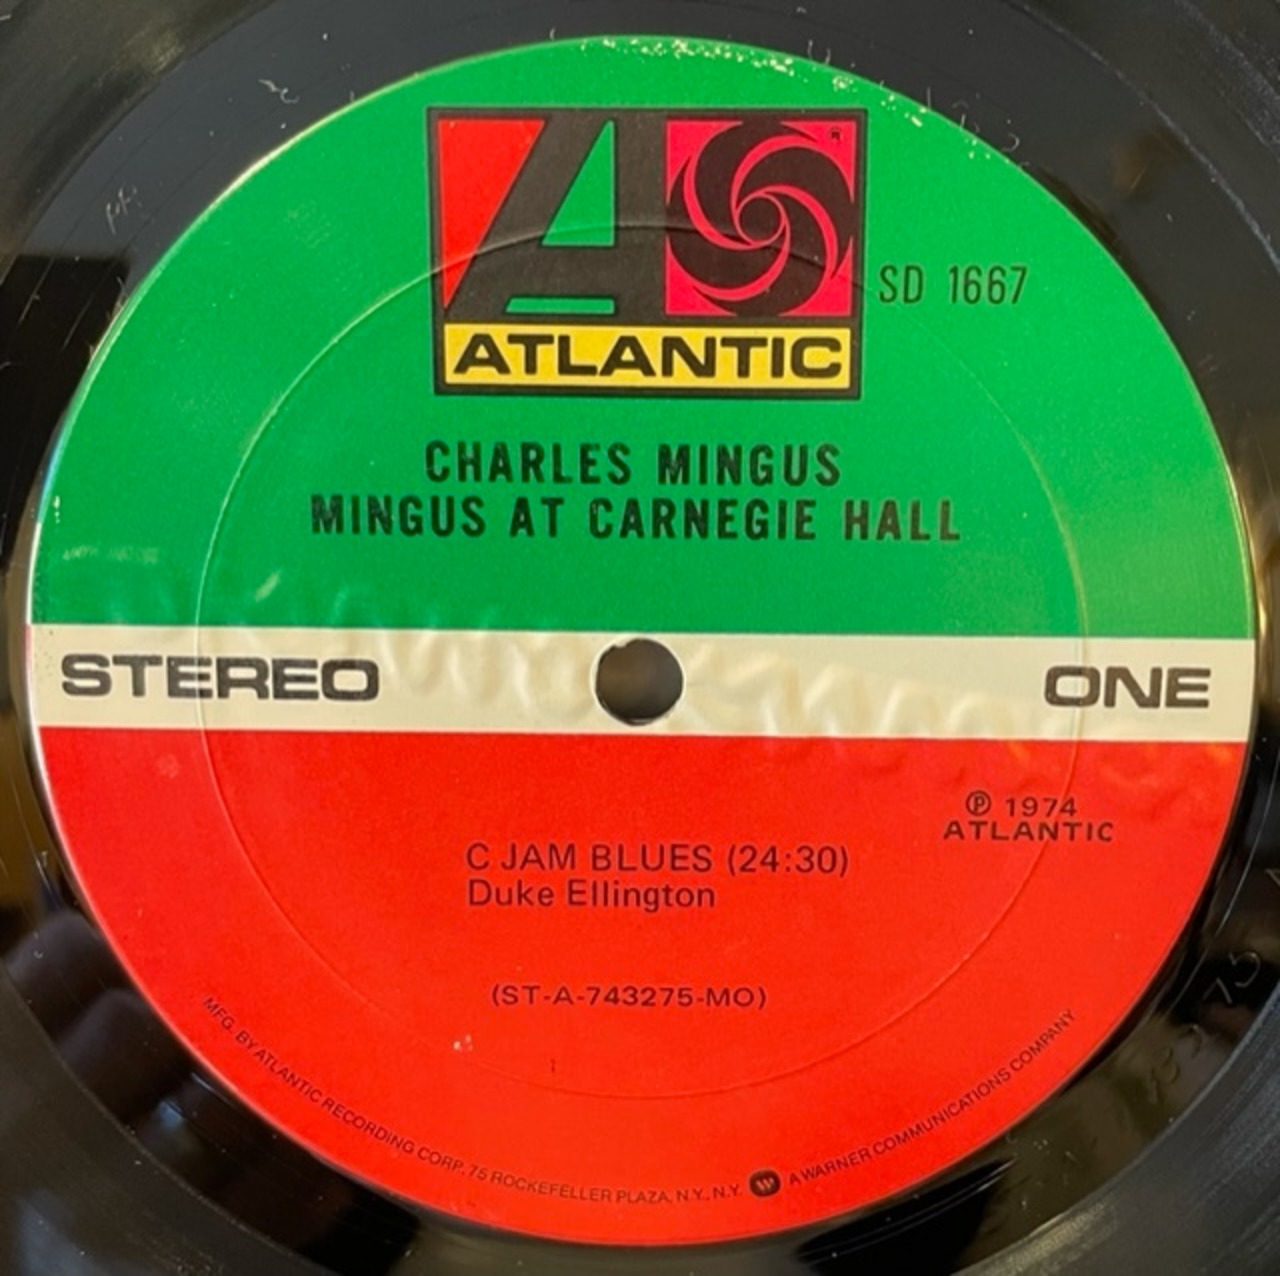 ATLANTIC
®
SD 1667
CHARLES MINGUS
MINGUS AT CARNEGIE HALL
STEREO
ONE
℗ 1974
ATLANTIC
C JAM BLUES (24:30)
Duke Ellington
(ST-A-743275-MO)
MFG. BY ATLANTIC RECORDING CORP. 75 ROCKEFELLER PLAZA, N.Y., N.Y. A WARNER COMMUNICATIONS COMPANY